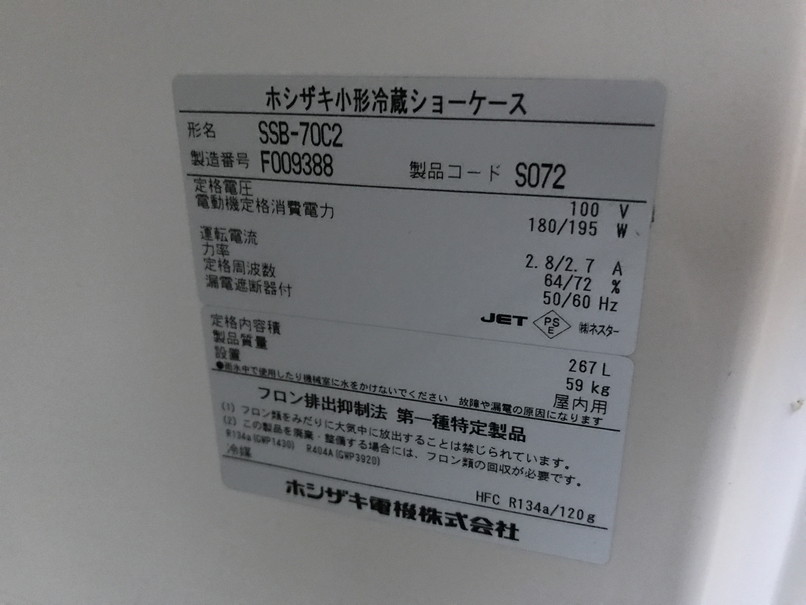 ホシザキ小形冷蔵ショーケース
形名 SSB-70C2
製造番号 F009388 製品コード S072
定格電圧 100 V
電動機定格消費電力 180/195 W
運転電流 2.8/2.7 A
力率 64/72 %
定格周波数 50/60 Hz
漏電遮断器付
JET PSE ㈱ネスター
定格内容積 267 L
製品質量 59 kg
設置 屋内用
●雨水中で使用したり機械室に水をかけないでください 故障や漏電の原因になります
フロン排出抑制法 第一種特定製品
(1) フロン類をみだりに大気中に放出することは禁じられています。
(2) この製品を廃棄・整備する場合には、フロン類の回収が必要です。
R134a(GWP1430) R404A(GWP3920)
冷媒 HFC R134a/120g
ホシザキ電機株式会社